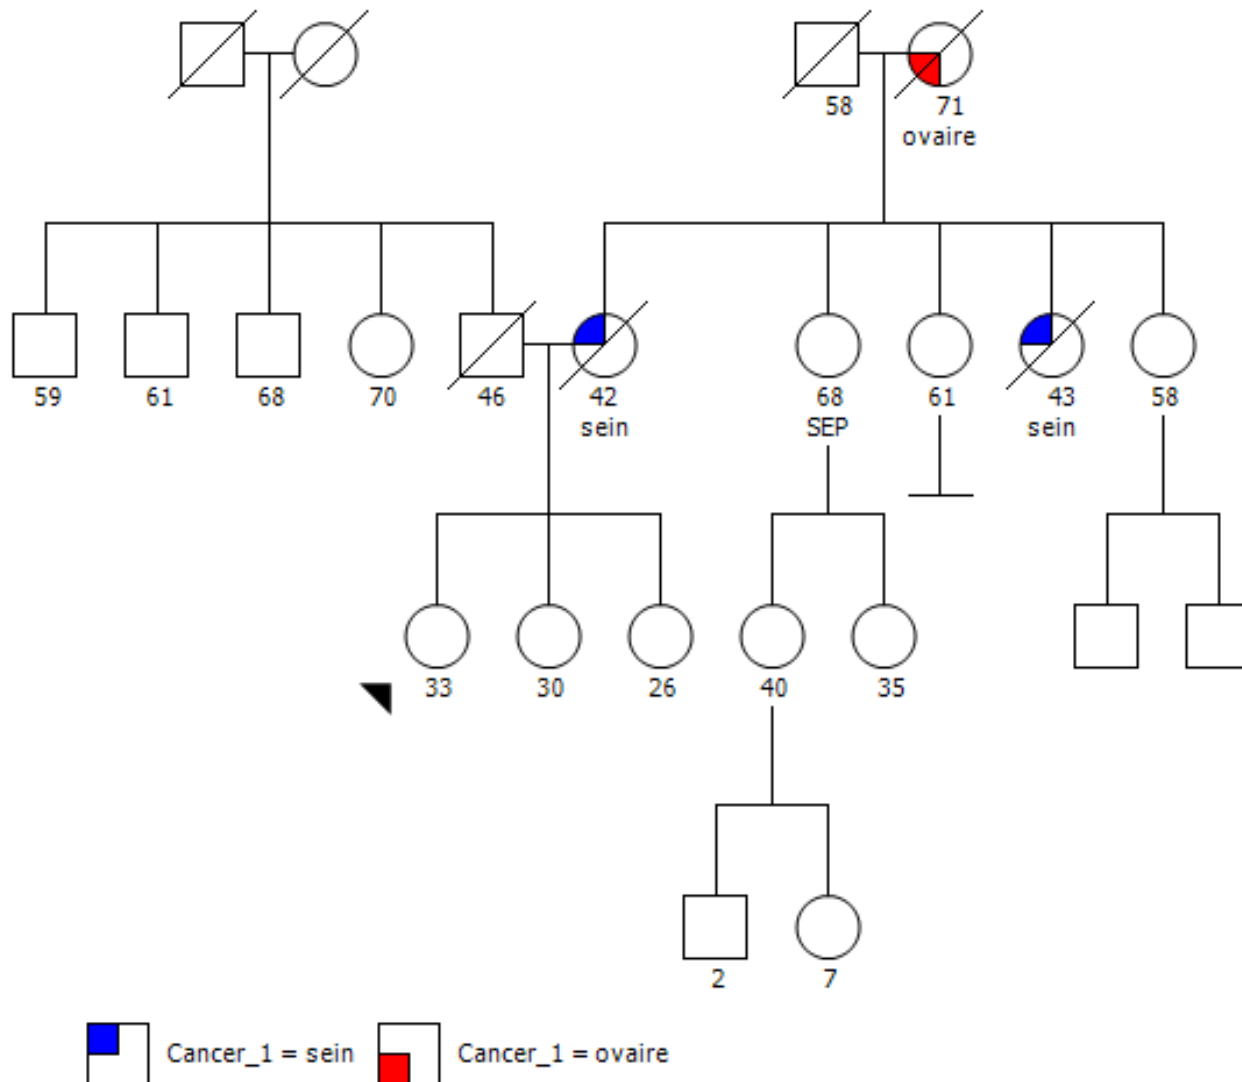 58 71
ovaire
59 61 68 70 46 42 68 61 43 58
sein SEP sein
33 30 26 40 35
2 7
Cancer_1 = sein Cancer_1 = ovaire